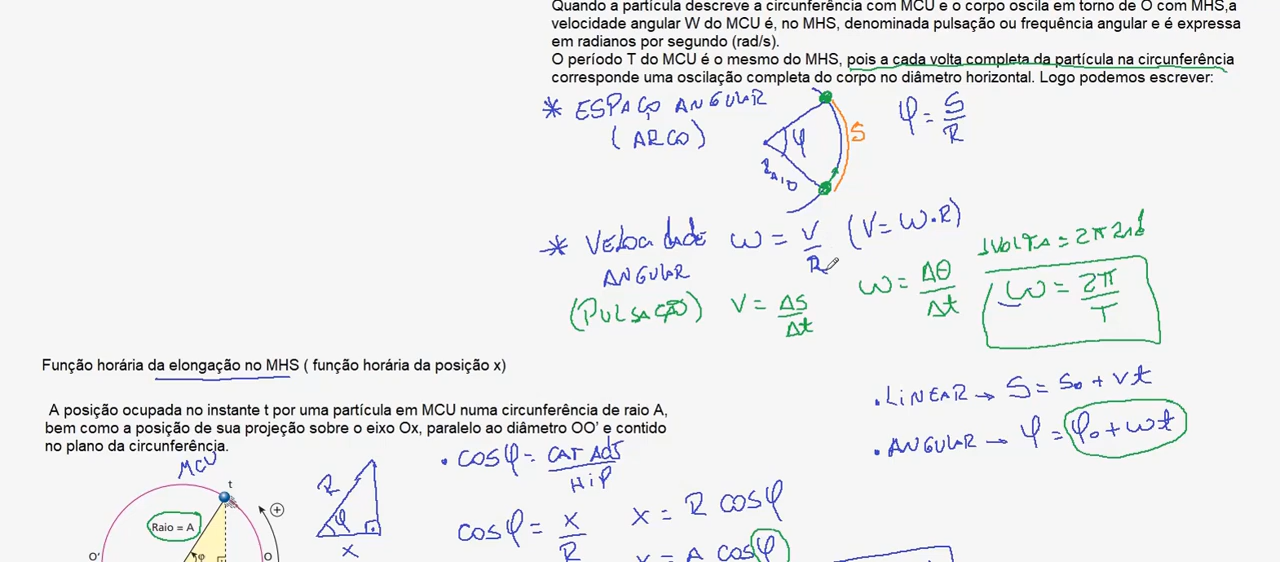 Quando a partícula descreve a circunferência com MCU e o corpo oscila em torno de O com MHS,a
velocidade angular W do MCU é, no MHS, denominada pulsação ou frequência angular e é expressa
em radianos por segundo (rad/s).
O período T do MCU é o mesmo do MHS, pois a cada volta completa da partícula na circunferência
corresponde uma oscilação completa do corpo no diâmetro horizontal. Logo podemos escrever:
* ESPAÇO ANGULAR
(ARCO)
φ
S
RAIO
φ = S/R
* VELOCIDADE
ANGULAR
(PULSAÇÃO)
ω = V/R (V = ω·R)
V = ΔS/Δt
ω = Δθ/Δt
1 VOLTA = 2π rad
ω = 2π/T
Função horária da elongação no MHS ( função horária da posição x)
. LINEAR → S = S₀ + vt
. ANGULAR → φ = φ₀ + ωt
A posição ocupada no instante t por uma partícula em MCU numa circunferência de raio A,
bem como a posição de sua projeção sobre o eixo Ox, paralelo ao diâmetro OO' e contido
no plano da circunferência.
MCU
t
+
Raio = A
φ
O'
O
R
φ
X
· COSφ = CAT ADJ/HIP
COSφ = X/R
X = R COSφ
X = A COSφ